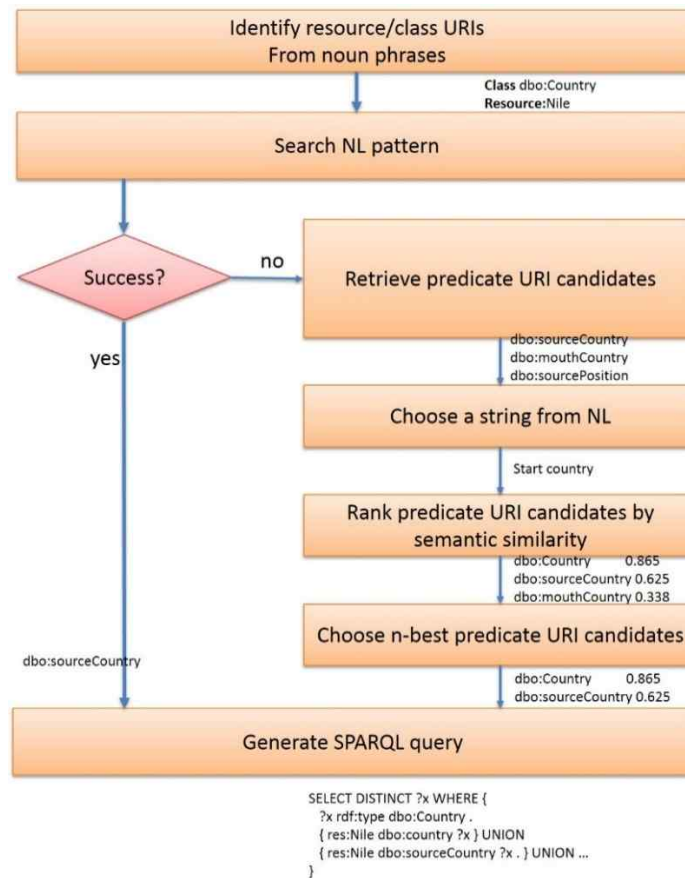 Identify resource/class URIs
From noun phrases
Class dbo:Country
Resource:Nile
Search NL pattern
Success?
no
yes
Retrieve predicate URI candidates
dbo:sourceCountry
dbo:mouthCountry
dbo:sourcePosition
Choose a string from NL
Start country
Rank predicate URI candidates by
semantic similarity
dbo:Country 0.865
dbo:sourceCountry 0.625
dbo:mouthCountry 0.338
Choose n-best predicate URI candidates
dbo:sourceCountry
dbo:Country 0.865
dbo:sourceCountry 0.625
Generate SPARQL query
SELECT DISTINCT ?x WHERE {
?x rdf:type dbo:Country .
{ res:Nile dbo:country ?x } UNION
{ res:Nile dbo:sourceCountry ?x . } UNION ...
}